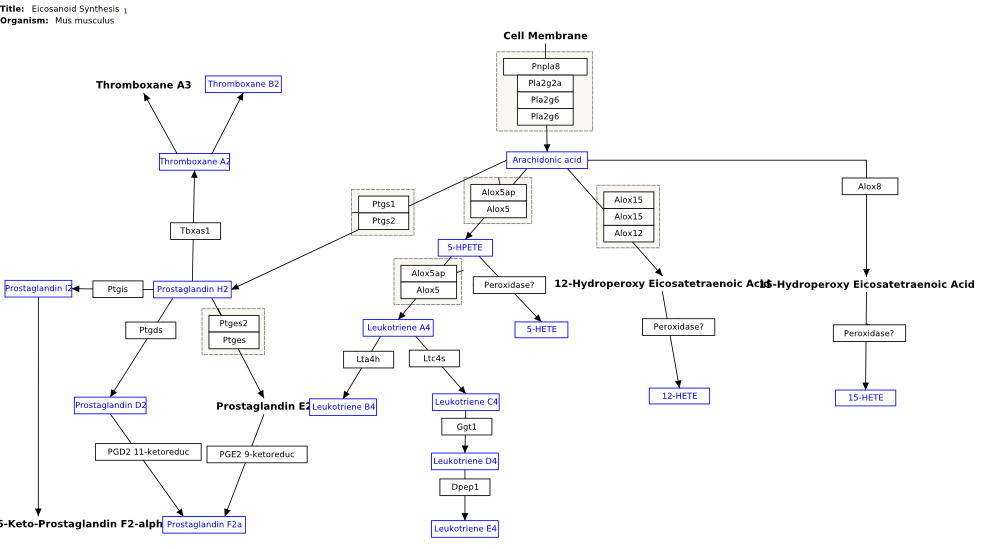 Title: Eicosanoid Synthesis 1
Organism: Mus musculus
Cell Membrane
Pnpla8
Pla2g2a
Pla2g6
Pla2g6
Thromboxane A3
Thromboxane B2
Thromboxane A2
Arachidonic acid
Alox8
Ptgs1
Ptgs2
Alox5ap
Alox5
Alox15
Alox15
Alox12
Tbxas1
5-HPETE
Prostaglandin I2
Ptgis
Prostaglandin H2
Alox5ap
Alox5
Peroxidase?
12-Hydroperoxy Eicosatetraenoic Acid
15-Hydroperoxy Eicosatetraenoic Acid
Ptgds
Ptges2
Ptges
Leukotriene A4
5-HETE
Peroxidase?
Peroxidase?
Lta4h
Ltc4s
Prostaglandin D2
Prostaglandin E2
Leukotriene B4
Leukotriene C4
12-HETE
15-HETE
Ggt1
PGD2 11-ketoreduc
PGE2 9-ketoreduc
Leukotriene D4
Dpep1
6-Keto-Prostaglandin F2-alph
Prostaglandin F2a
Leukotriene E4